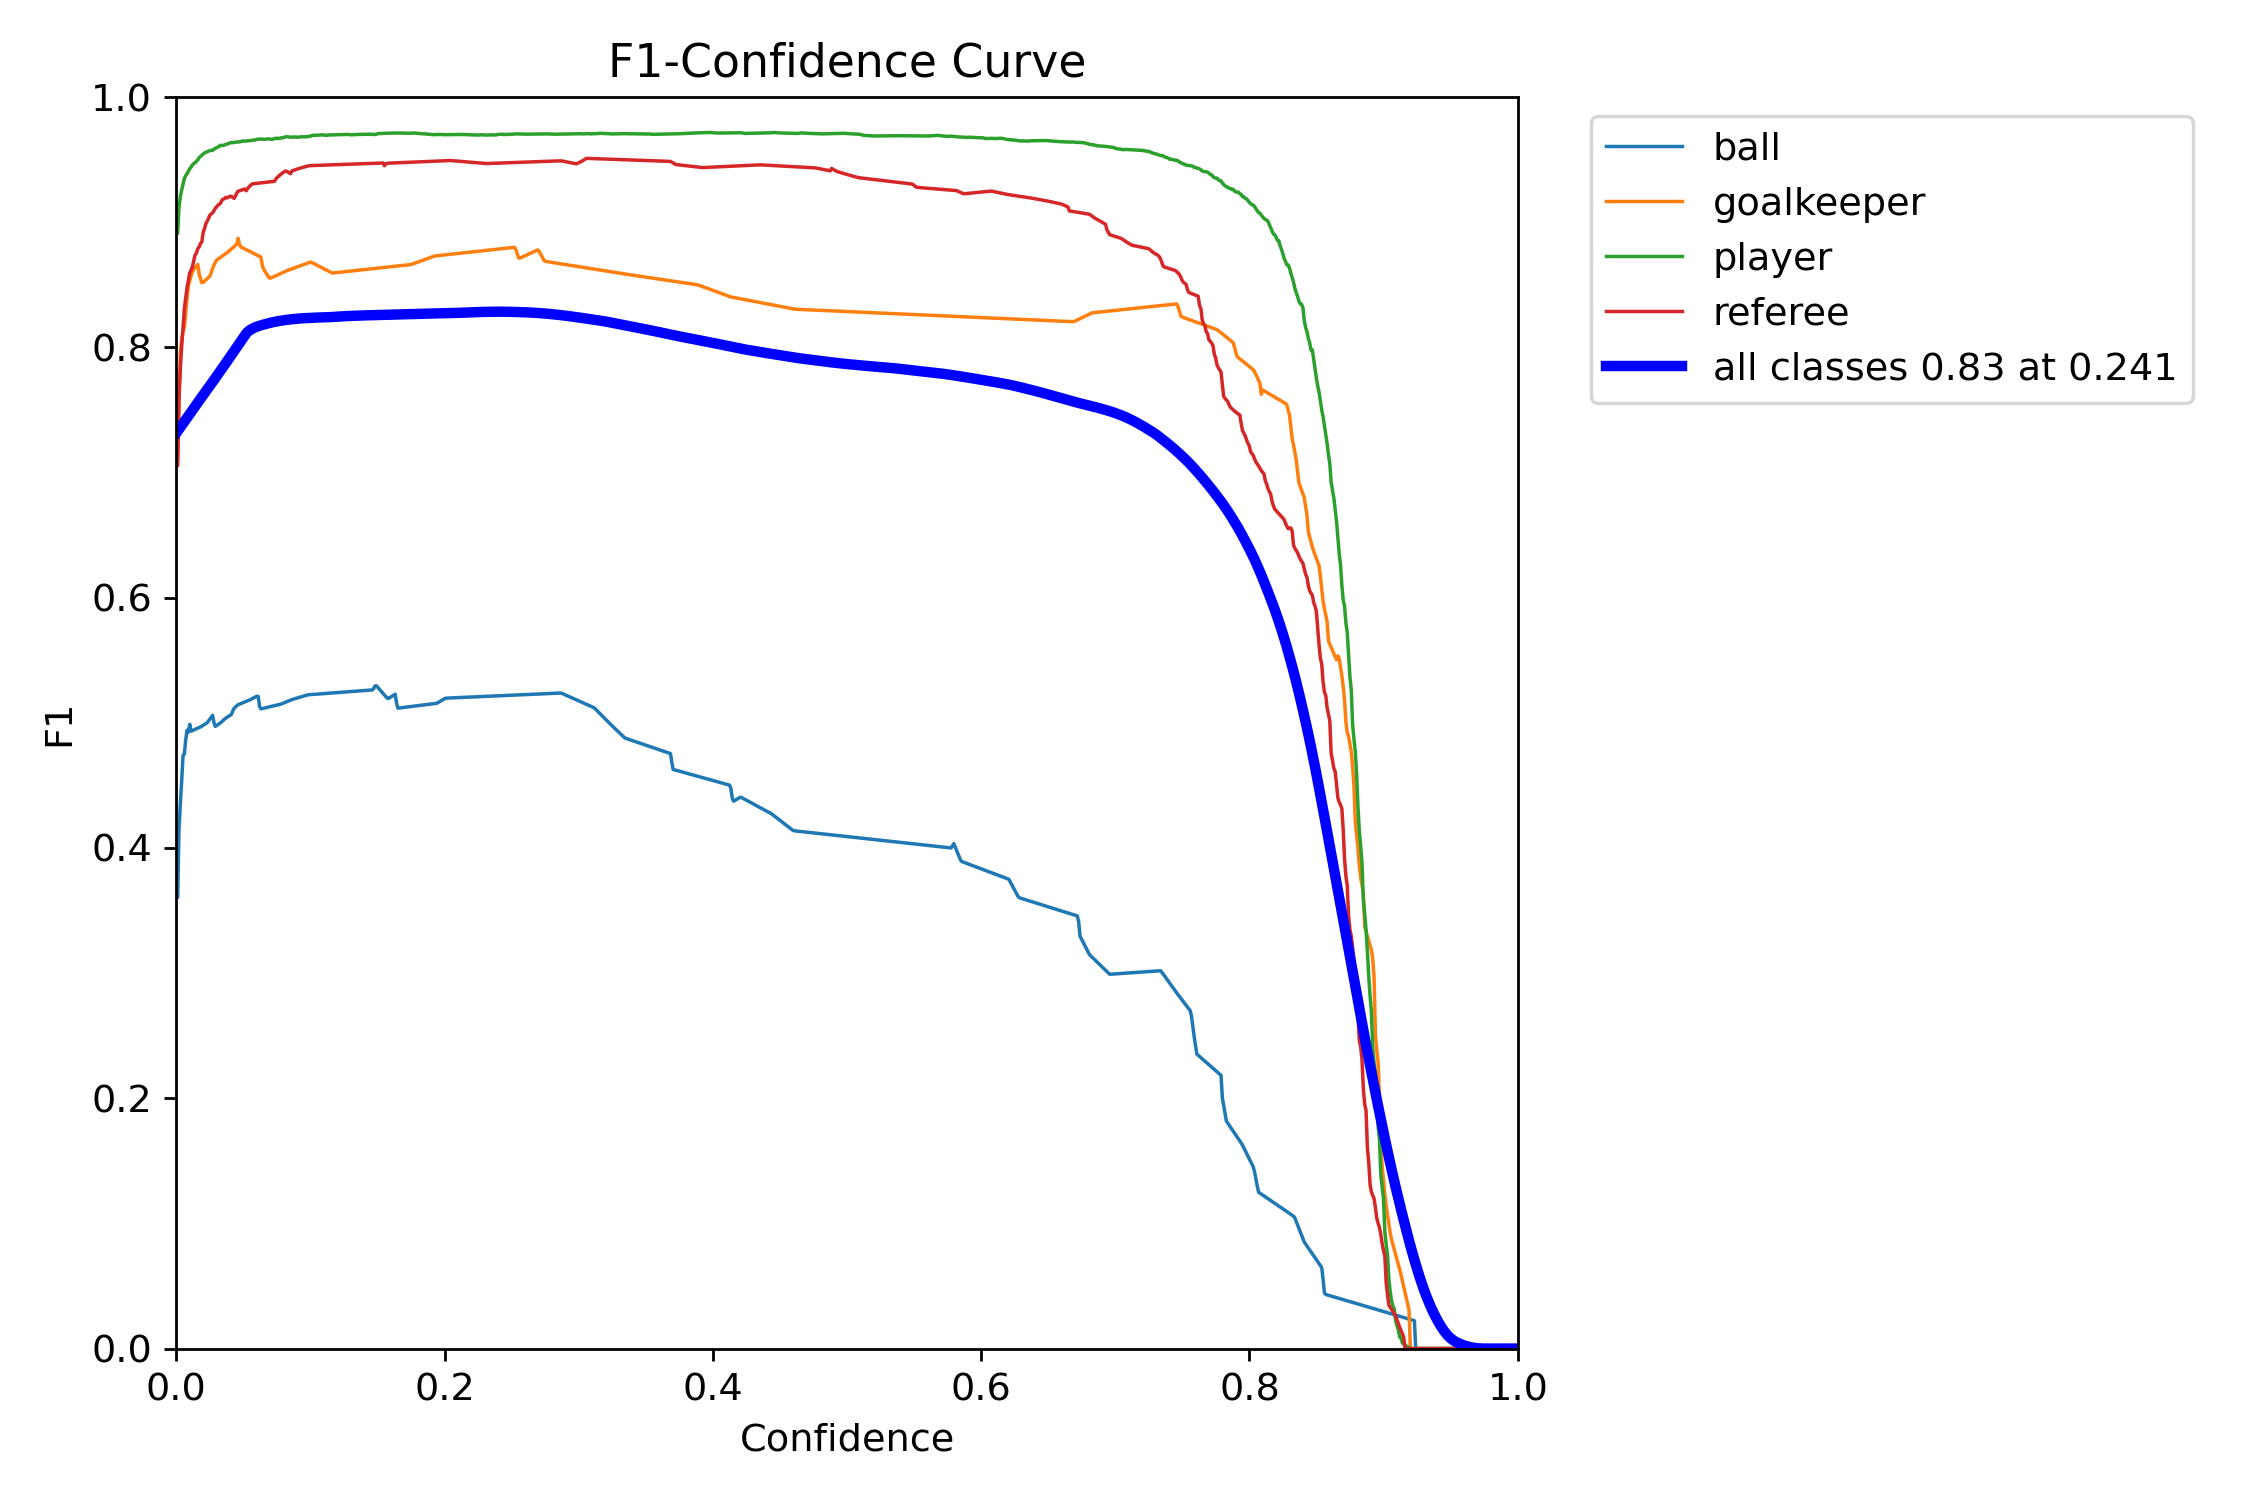 F1-Confidence Curve
1.0
0.8
0.6
0.4
0.2
0.0
F1
0.0 0.2 0.4 0.6 0.8 1.0
Confidence
ball
goalkeeper
player
referee
all classes 0.83 at 0.241